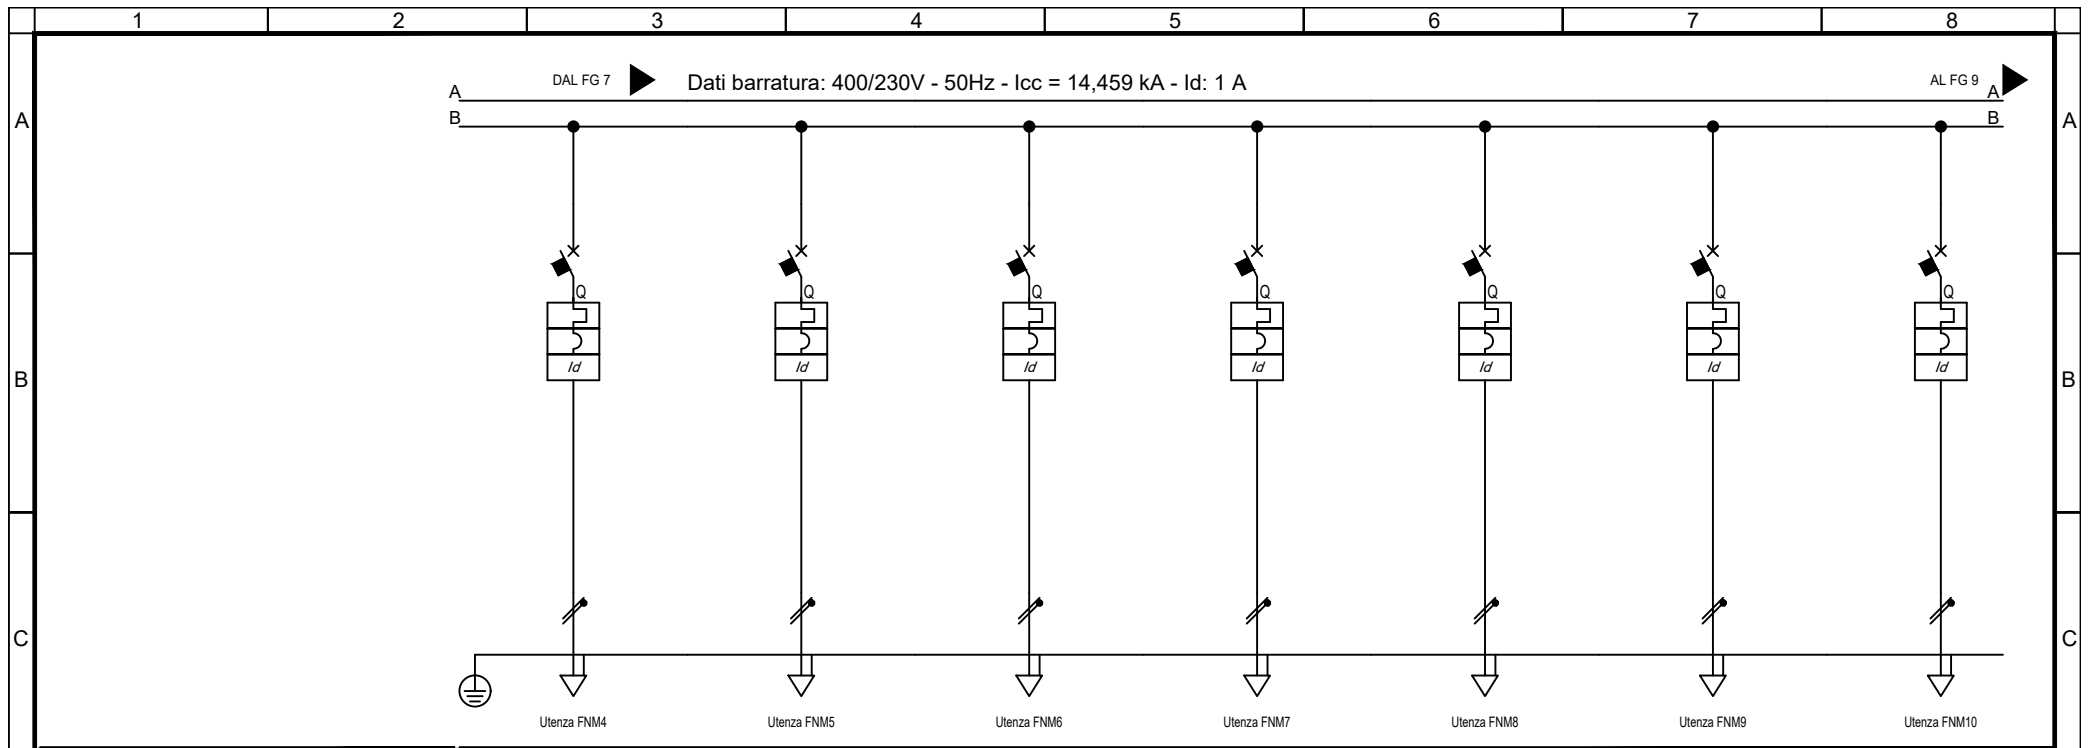 1 2 3 4 5 6 7 8
DAL FG 7 Dati barratura: 400/230V - 50Hz - Icc = 14,459 kA - Id: 1 A AL FG 9
A A
A A
B B
Q Q Q Q Q Q Q
Id Id Id Id Id Id Id
B B
C C
Utenza FNM4 Utenza FNM5 Utenza FNM6 Utenza FNM7 Utenza FNM8 Utenza FNM9 Utenza FNM10